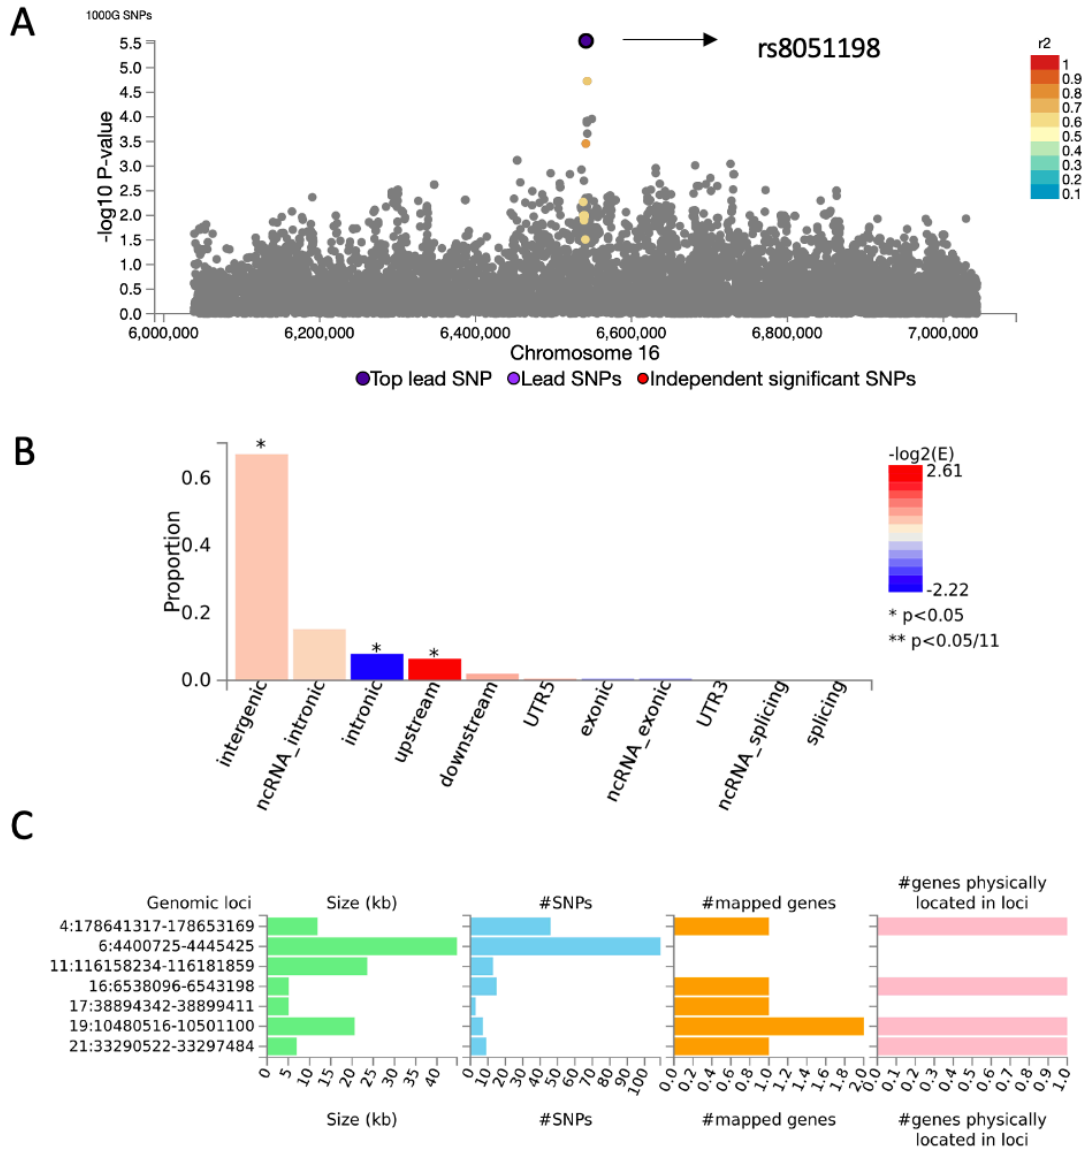 A
1000G SNPs
5.5
5.0
4.5
4.0
3.5
3.0
2.5
2.0
1.5
1.0
0.5
0.0
-log10 P-value
rs8051198
r2
1
0.9
0.8
0.7
0.6
0.5
0.4
0.3
0.2
0.1
6,000,000 6,200,000 6,400,000 6,600,000 6,800,000 7,000,000
Chromosome 16
Top lead SNP Lead SNPs Independent significant SNPs
B
0.6
0.4
0.2
0.0
Proportion
* * *
-log2(E)
2.61
-2.22
* p<0.05
** p<0.05/11
intergenic
ncRNA_intronic
intronic
upstream
downstream
UTR5
exonic
ncRNA_exonic
UTR3
ncRNA_splicing
splicing
C
Genomic loci Size (kb) #SNPs #mapped genes #genes physically
located in loci
4:178641317-178653169
6:4400725-4445425
11:116158234-116181859
16:6538096-6543198
17:38894342-38899411
19:10480516-10501100
21:33290522-33297484
0 5 10 15 20 25 30 35 40
0 10 20 30 40 50 60 70 80 90 100
0.0 0.2 0.4 0.6 0.8 1.0 1.2 1.4 1.6 1.8 2.0
0.0 0.1 0.2 0.3 0.4 0.5 0.6 0.7 0.8 0.9 1.0
Size (kb) #SNPs #mapped genes #genes physically
located in loci